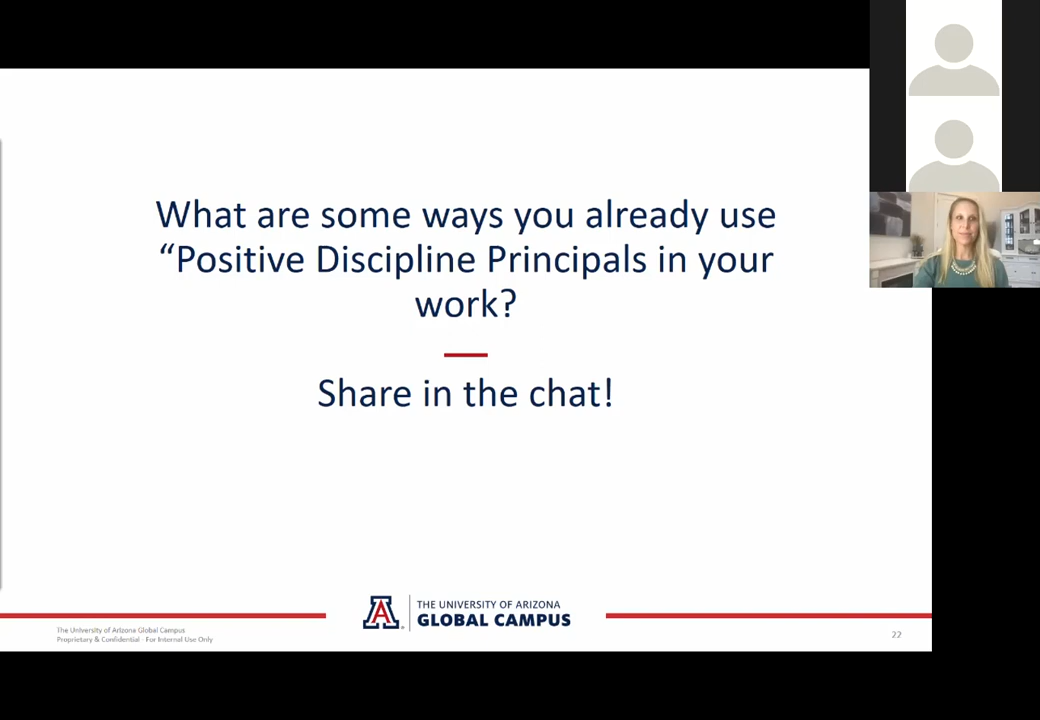 What are some ways you already use
“Positive Discipline Principals in your
work?
Share in the chat!
THE UNIVERSITY OF ARIZONA
GLOBAL CAMPUS
The University of Arizona Global Campus
Proprietary & Confidential - For Internal Use Only
22